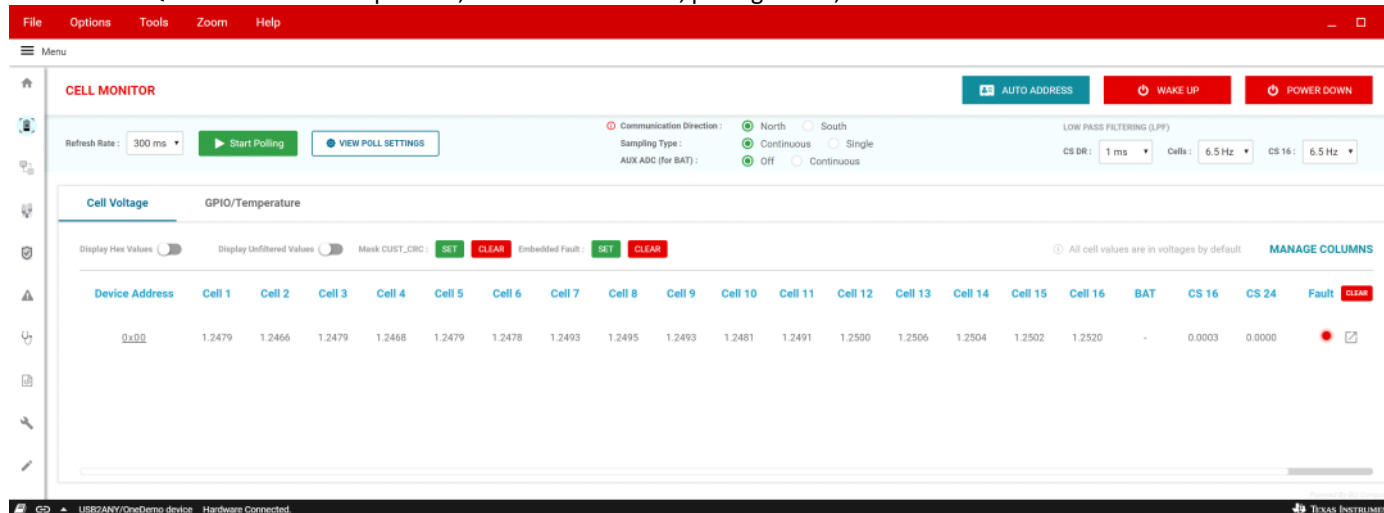 File Options Tools Zoom Help
Menu
CELL MONITOR AUTO ADDRESS WAKE UP POWER DOWN
Communication Direction : North South LOW PASS FILTERING (LPF)
Refresh Rate : 300 ms Start Polling VIEW POLL SETTINGS Sampling Type : Continuous Single CS DR : 1 ms Cells : 6.5 Hz CS 16 : 6.5 Hz
AUX ADC (for BAT) : Off Continuous
Cell Voltage GPIO/Temperature
Display Hex Values Display Unfiltered Values Mask CUST_CRC : SET CLEAR Embedded Fault : SET CLEAR All cell values are in voltages by default MANAGE COLUMNS
Device Address Cell 1 Cell 2 Cell 3 Cell 4 Cell 5 Cell 6 Cell 7 Cell 8 Cell 9 Cell 10 Cell 11 Cell 12 Cell 13 Cell 14 Cell 15 Cell 16 BAT CS 16 CS 24 Fault CLEAR
0x00 1.2479 1.2466 1.2479 1.2468 1.2479 1.2478 1.2493 1.2495 1.2493 1.2481 1.2491 1.2500 1.2506 1.2504 1.2502 1.2520 - 0.0003 0.0000
USB2ANY/OneDemo device Hardware Connected. TEXAS